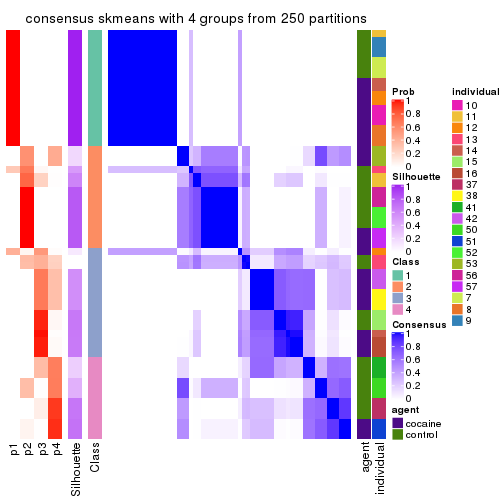 consensus skmeans with 4 groups from 250 partitions
p1
p2
p3
p4
Silhouette
Class
agent
individual
Prob
1
0.8
0.6
0.4
0.2
0
Silhouette
1
0.8
0.6
0.4
0.2
0
Class
1
2
3
4
Consensus
1
0.8
0.6
0.4
0.2
0
agent
cocaine
control
individual
10
11
12
13
14
15
16
37
38
41
42
50
51
52
53
56
57
7
8
9